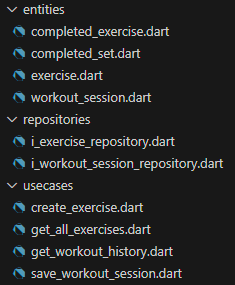 entities
completed_exercise.dart
completed_set.dart
exercise.dart
workout_session.dart
repositories
i_exercise_repository.dart
i_workout_session_repository.dart
usecases
create_exercise.dart
get_all_exercises.dart
get_workout_history.dart
save_workout_session.dart